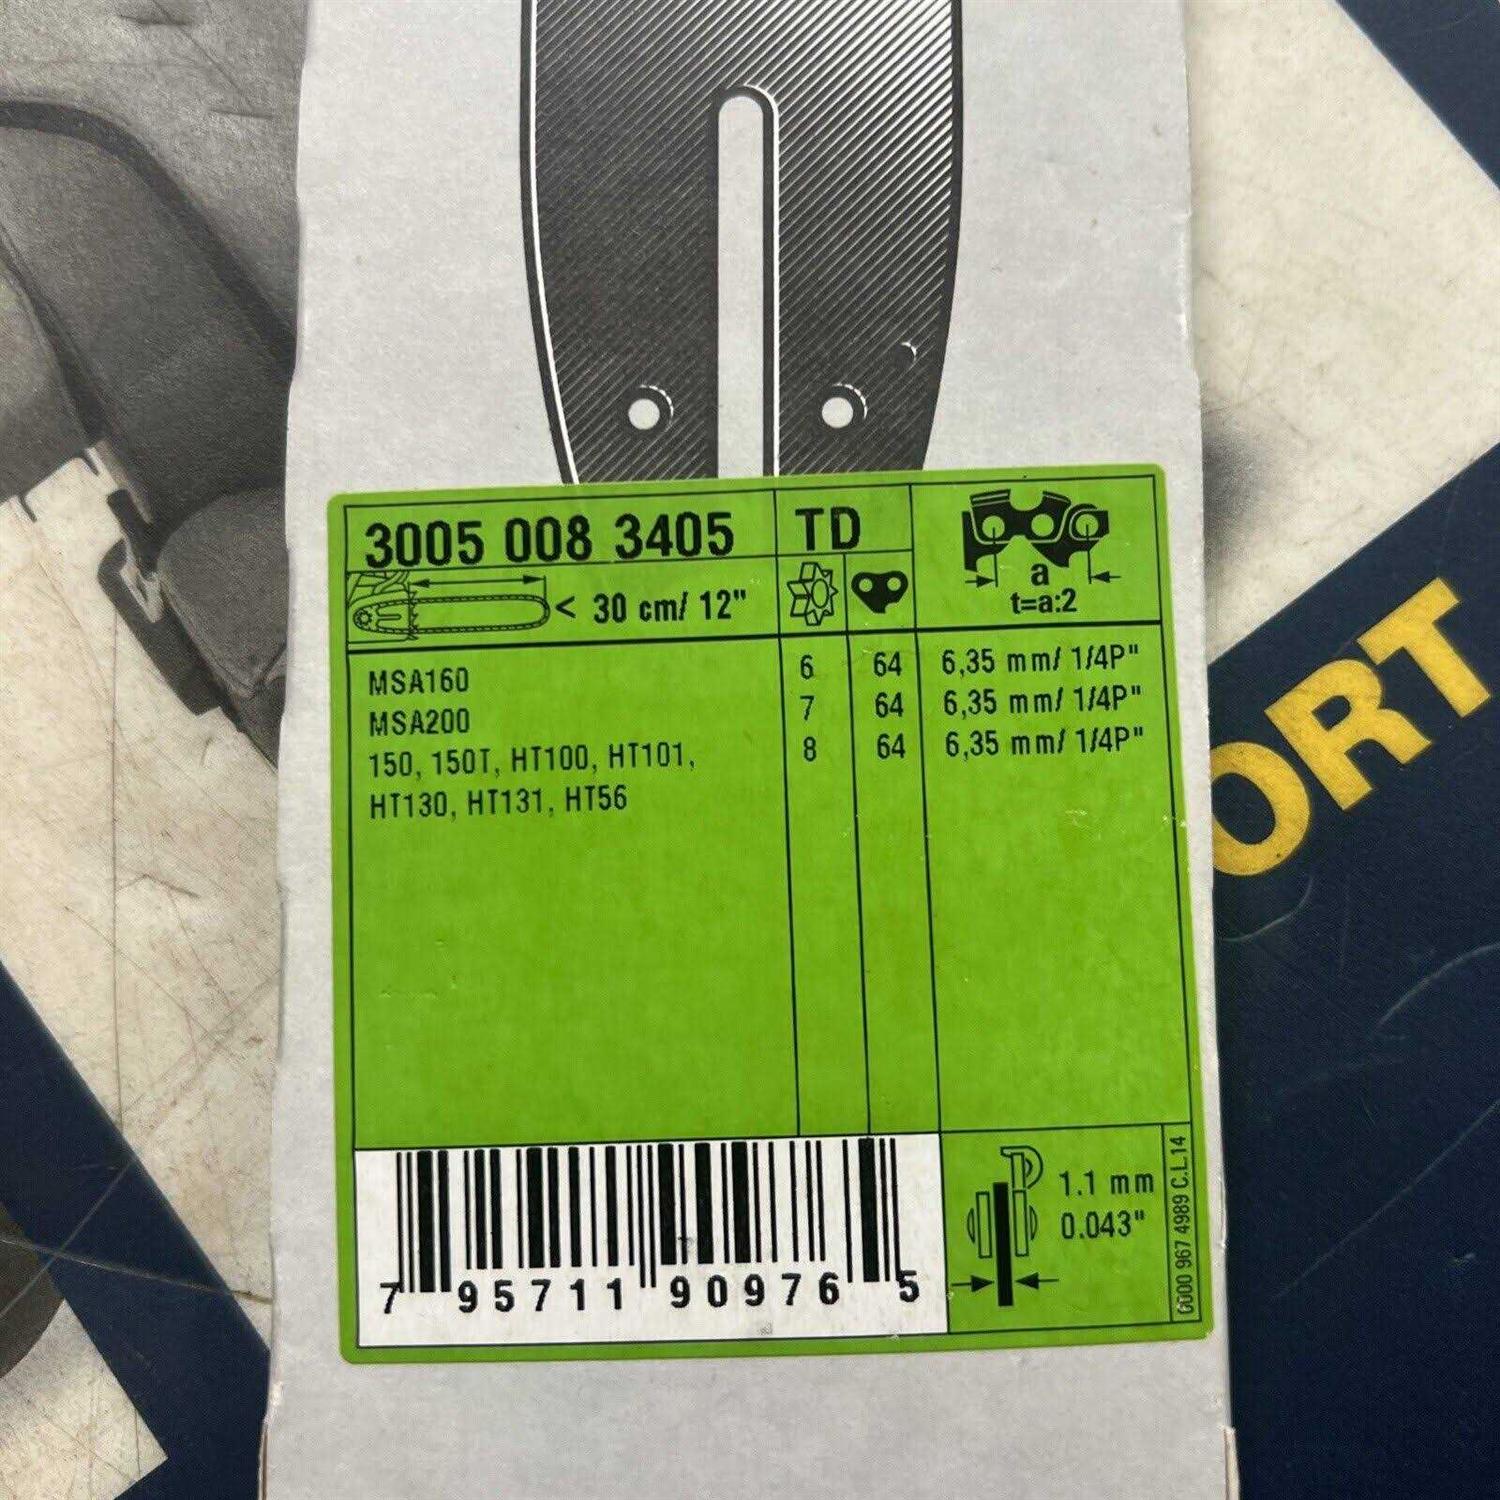 3005 008 3405 TD
a
t=a:2
< 30 cm/ 12"
MSA160 6 64 6,35 mm/ 1/4P"
MSA200 7 64 6,35 mm/ 1/4P"
150, 150T, HT100, HT101, 8 64 6,35 mm/ 1/4P"
HT130, HT131, HT56
1.1 mm
0.043"
7 95711 90976 5
0000 967 4989 C.L.14
ORT